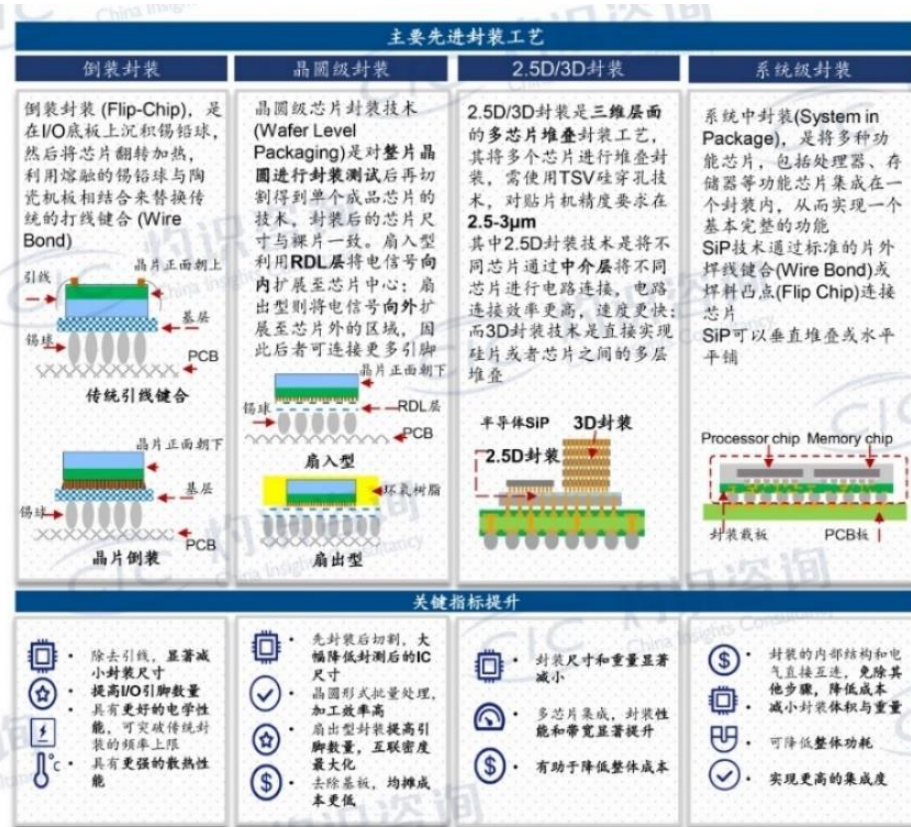 主要先进封装工艺
倒装封装
倒装封装 (Flip-Chip)，是
在I/O底板上沉积锡铅球，
然后将芯片翻转加热，
利用熔融的锡铅球与陶
瓷机板相结合来替换传
统的打线键合 (Wire
Bond)
引线
晶片正面朝上
基层
锡球
PCB
传统引线键合
晶片正面朝下
基层
锡球
PCB
晶片倒装
晶圆级封装
晶圆级芯片封装技术
(Wafer Level
Packaging)是对整片晶
圆进行封装测试后再切
割得到单个成品芯片的
技术，封装后的芯片尺
寸与裸片一致。扇入型
利用RDL层将电信号向
内扩展至芯片中心；扇
出型则将电信号向外扩
展至芯片外的区域，因
此后者可连接更多引脚
晶片正面朝下
锡球
RDL层
PCB
扇入型
环氧树脂
扇出型
2.5D/3D封装
2.5D/3D封装是三维层面
的多芯片堆叠封装工艺，
其将多个芯片进行堆叠封
装，需使用TSV硅穿孔技
术，对贴片机精度要求在
2.5-3μm
其中2.5D封装技术是将不
同芯片通过中介层将不同
芯片进行电路连接，电路
连接效率更高，速度更快；
而3D封装技术是直接实现
硅片或者芯片之间的多层
堆叠
半导体SiP
3D封装
2.5D封装
系统级封装
系统中封装(System in
Package)，是将多种功
能芯片，包括处理器、存
储器等功能芯片集成在一
个封装内，从而实现一个
基本完整的功能
SiP技术通过标准的片外
焊线键合(Wire Bond)或
焊料凸点(Flip Chip)连接
芯片
SiP可以垂直堆叠或水平
平铺
Processor chip Memory chip
封装载板
PCB板
关键指标提升
• 除去引线，显著减
小封装尺寸
• 提高I/O引脚数量
• 具有更好的电学性
能，可突破传统封
装的频率上限
• 具有更强的散热性
能
• 先封装后切割，大
幅降低封测后的IC
尺寸
• 晶圆形式批量处理，
加工效率高
• 扇出型封装提高引
脚数量，互联密度
最大化
• 去除基板，均摊成
本更低
• 封装尺寸和重量显著
减小
• 多芯片集成，封装性
能和带宽显著提升
• 有助于降低整体成本
• 封装的内部结构和电
气直接互连，免除其
他步骤，降低成本
• 减小封装体积与重量
• 可降低整体功耗
• 实现更高的集成度
CIC 灼识咨询
China Insights Consultancy